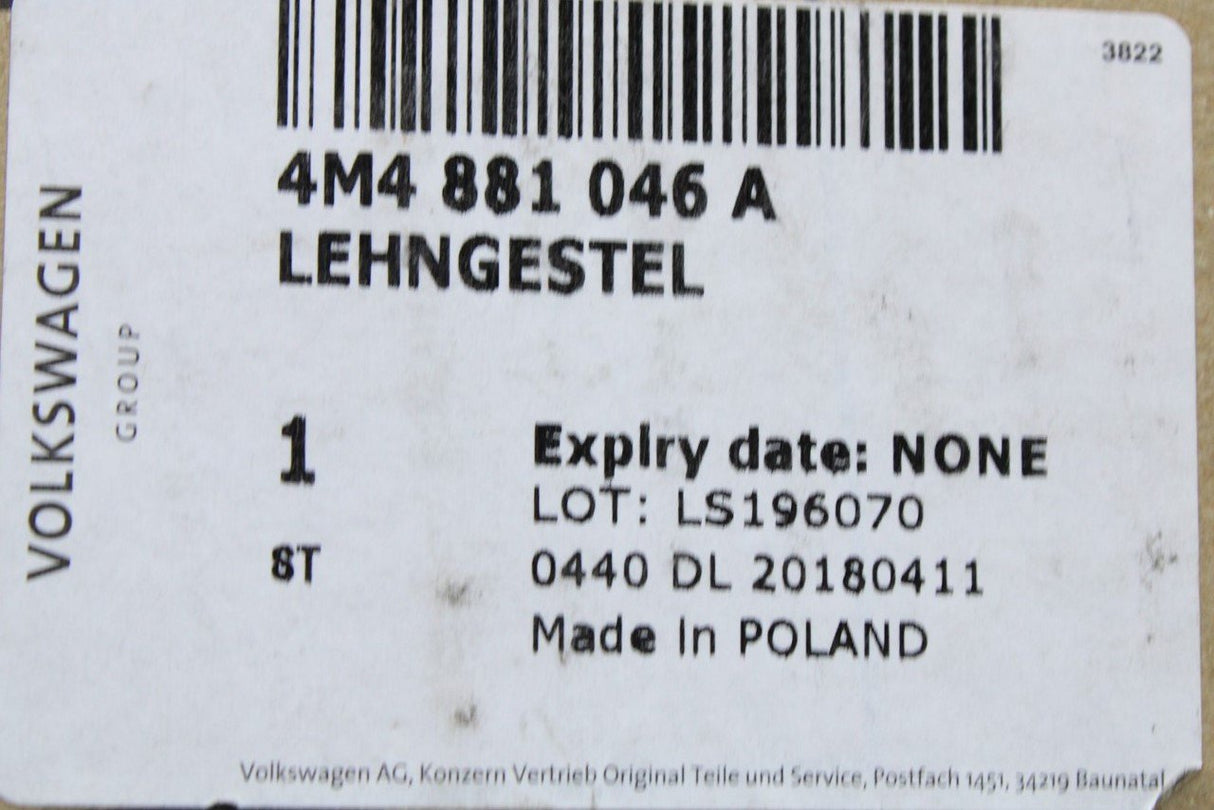 3822
4M4 881 046 A
LEHNGESTEL
VOLKSWAGEN
GROUP
1
Expiry date: NONE
LOT: LS196070
ST
0440 DL 20180411
Made in POLAND
Volkswagen AG, Konzern Vertrieb Original Teile und Service, Postfach 1451, 34219 Baunatal